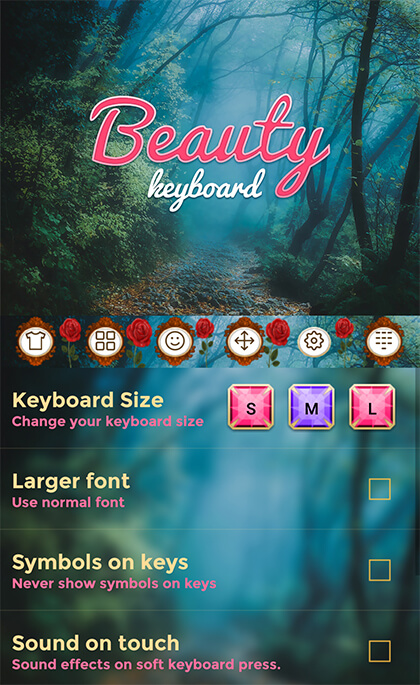 Beauty
keyboard
Keyboard Size
Change your keyboard size
S M L
Larger font
Use normal font
Symbols on keys
Never show symbols on keys
Sound on touch
Sound effects on soft keyboard press.